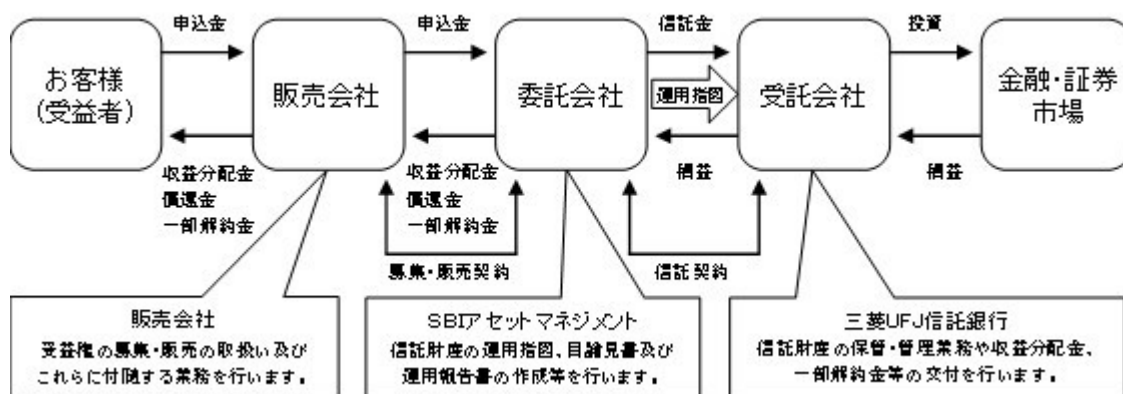 申込金
申込金
信託金
投資
お客様
(受益者)
販売会社
委託会社
運用指図
受託会社
金融・証券
市場
収益分配金
償還金
一部解約金
収益分配金
償還金
一部解約金
損益
損益
募集・販売契約
信託契約
販売会社
受益権の募集・販売の取扱い及び
これらに付随する業務を行います。
SBIアセットマネジメント
信託財産の運用指図、目論見書及び
運用報告書の作成等を行います。
三菱UFJ信託銀行
信託財産の保管・管理業務や収益分配金、
一部解約金等の交付を行います。